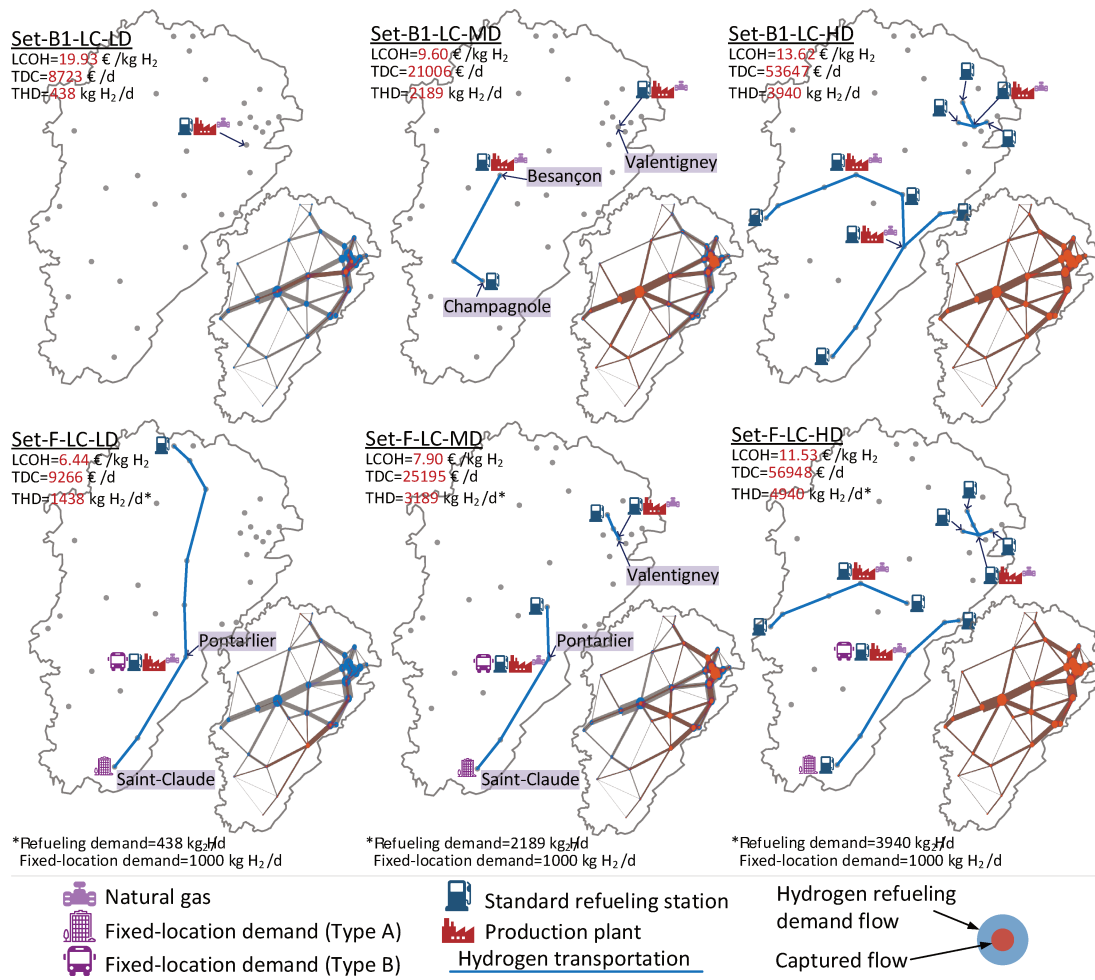 Set-B1-LC-LD
LCOH=19.93 € /kg H₂
TDC=8723 € /d
THD=438 kg H₂ /d
Set-B1-LC-MD
LCOH=9.60 € /kg H₂
TDC=21006 € /d
THD=2189 kg H₂ /d
Valentigney
Besançon
Champagnole
Set-B1-LC-HD
LCOH=13.62 € /kg H₂
TDC=53647 € /d
THD=3940 kg H₂ /d
Set-F-LC-LD
LCOH=6.44 € /kg H₂
TDC=9266 € /d
THD=1438 kg H₂ /d*
Pontarlier
Saint-Claude
*Refueling demand=438 kg H₂/d
Fixed-location demand=1000 kg H₂ /d
Set-F-LC-MD
LCOH=7.90 € /kg H₂
TDC=25195 € /d
THD=3189 kg H₂ /d*
Valentigney
Pontarlier
Saint-Claude
*Refueling demand=2189 kg H₂/d
Fixed-location demand=1000 kg H₂ /d
Set-F-LC-HD
LCOH=11.53 € /kg H₂
TDC=56948 € /d
THD=4940 kg H₂ /d*
*Refueling demand=3940 kg H₂/d
Fixed-location demand=1000 kg H₂ /d
Natural gas
Fixed-location demand (Type A)
Fixed-location demand (Type B)
Standard refueling station
Production plant
Hydrogen transportation
Hydrogen refueling
demand flow
Captured flow